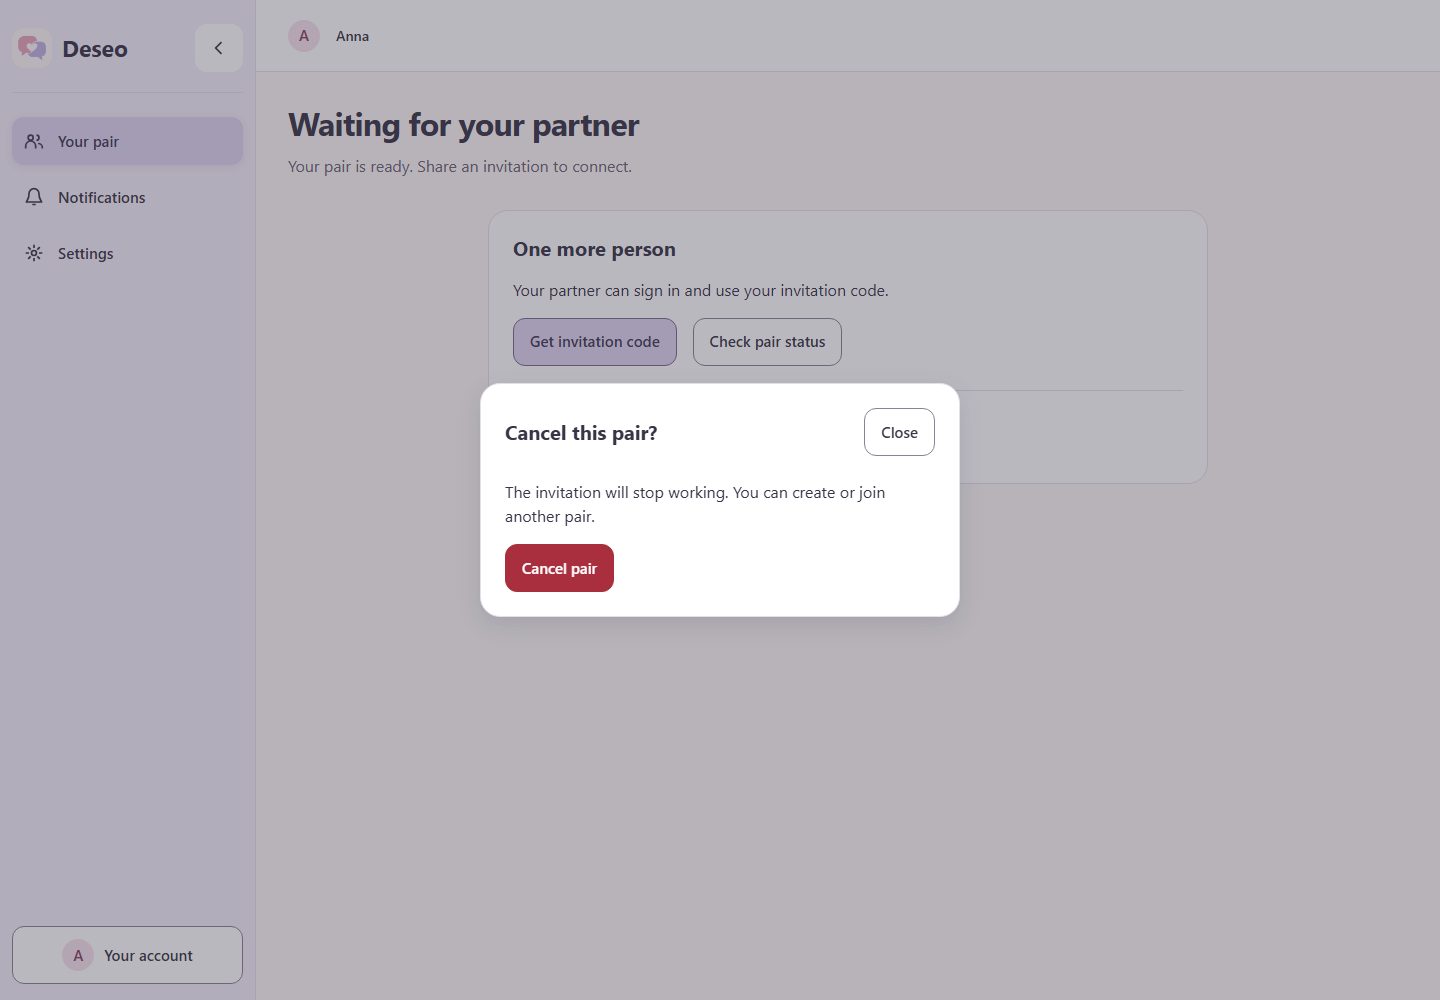 Deseo
A
Anna
Your pair
Notifications
Settings
Waiting for your partner
Your pair is ready. Share an invitation to connect.
One more person
Your partner can sign in and use your invitation code.
Get invitation code
Check pair status
Cancel this pair?
Close
The invitation will stop working. You can create or join
another pair.
Cancel pair
A
Your account